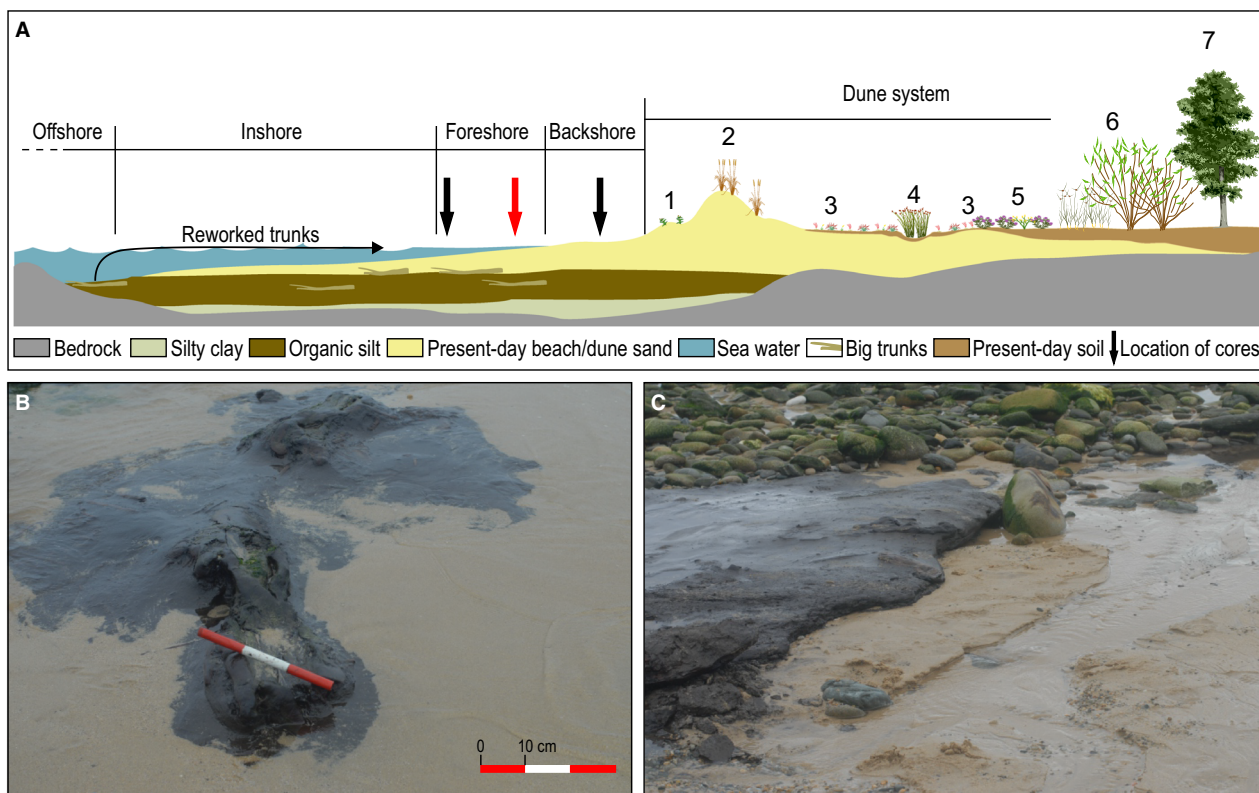 A
7
Dune system
6
Offshore
Inshore
Foreshore
Backshore
2
1
3
4
3
5
Reworked trunks
Bedrock
Silty clay
Organic silt
Present-day beach/dune sand
Sea water
Big trunks
Present-day soil
Location of cores
B
0
10 cm
C